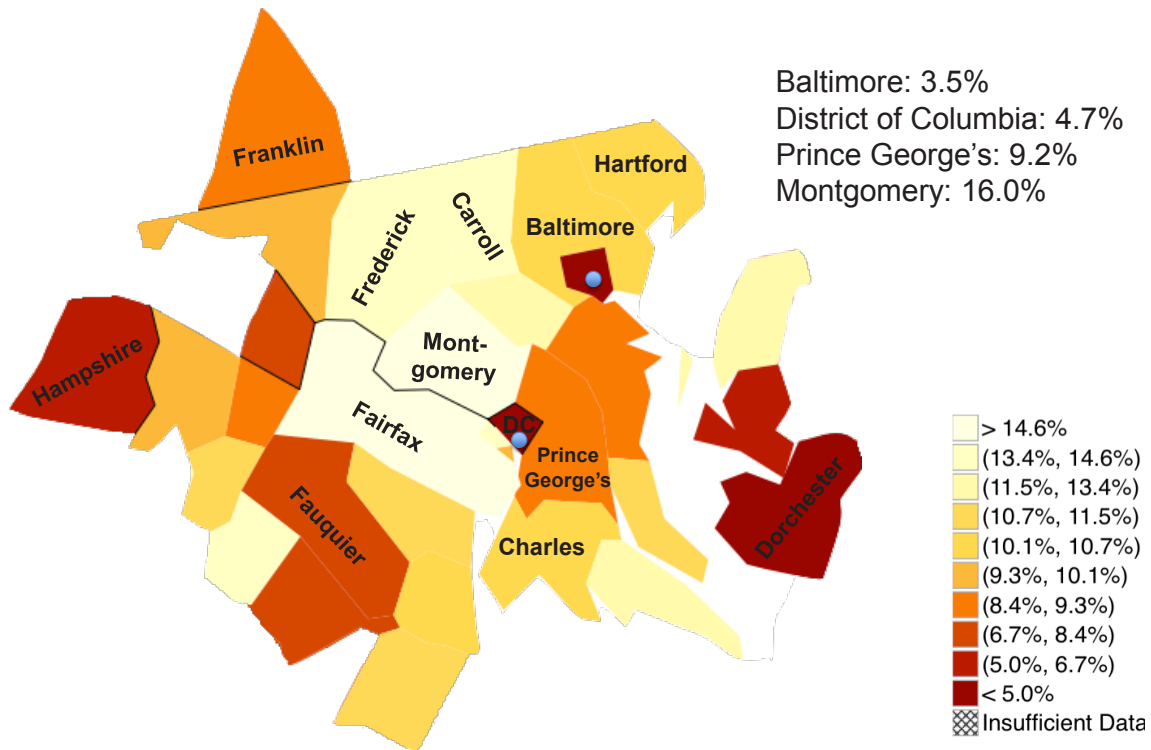 Baltimore: 3.5%
District of Columbia: 4.7%
Prince George’s: 9.2%
Montgomery: 16.0%
Franklin
Hartford
Carroll
Baltimore
Frederick
Mont-
gomery
Hampshire
Fairfax
DC
Prince
George’s
Fauquier
Charles
Dorchester
> 14.6%
(13.4%, 14.6%)
(11.5%, 13.4%)
(10.7%, 11.5%)
(10.1%, 10.7%)
(9.3%, 10.1%)
(8.4%, 9.3%)
(6.7%, 8.4%)
(5.0%, 6.7%)
< 5.0%
Insufficient Data